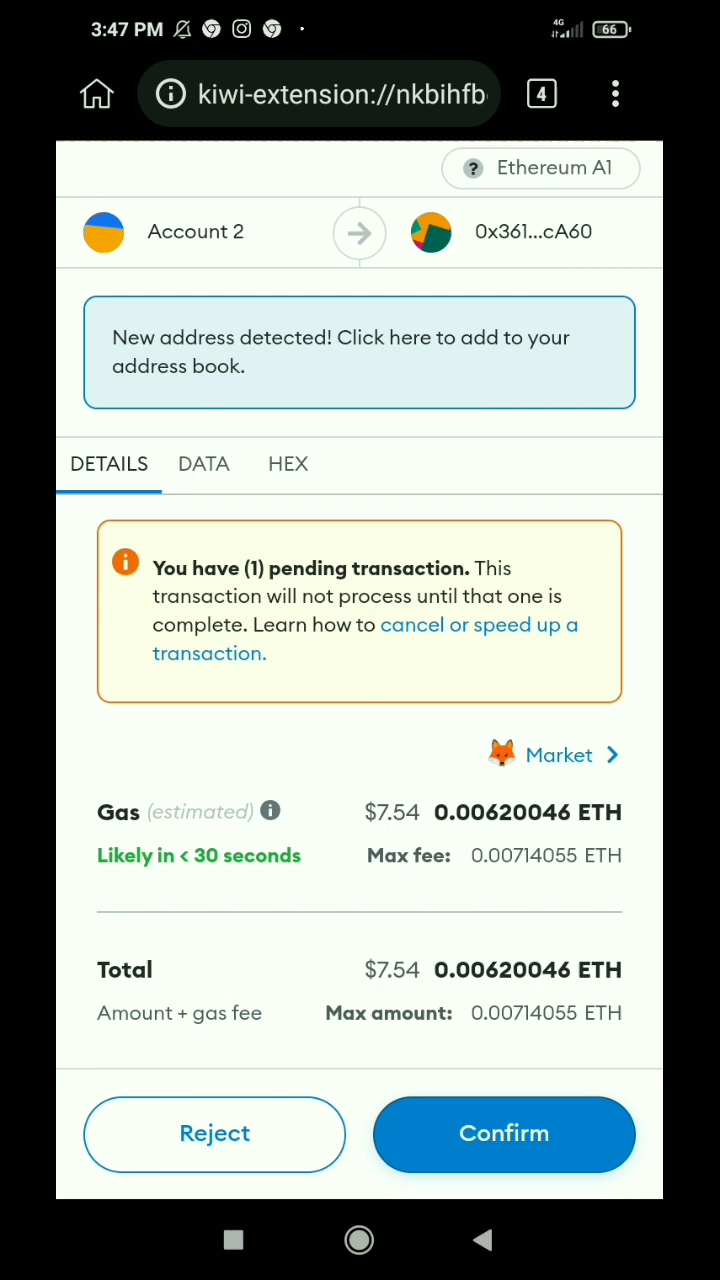 3:47 PM
4G
66
kiwi-extension://nkbihfb
4
? Ethereum A1
Account 2
0x361...cA60
New address detected! Click here to add to your
address book.
DETAILS DATA HEX
You have (1) pending transaction. This
transaction will not process until that one is
complete. Learn how to cancel or speed up a
transaction.
Market
Gas (estimated) $7.54 0.00620046 ETH
Likely in < 30 seconds Max fee: 0.00714055 ETH
Total $7.54 0.00620046 ETH
Amount + gas fee Max amount: 0.00714055 ETH
Reject Confirm